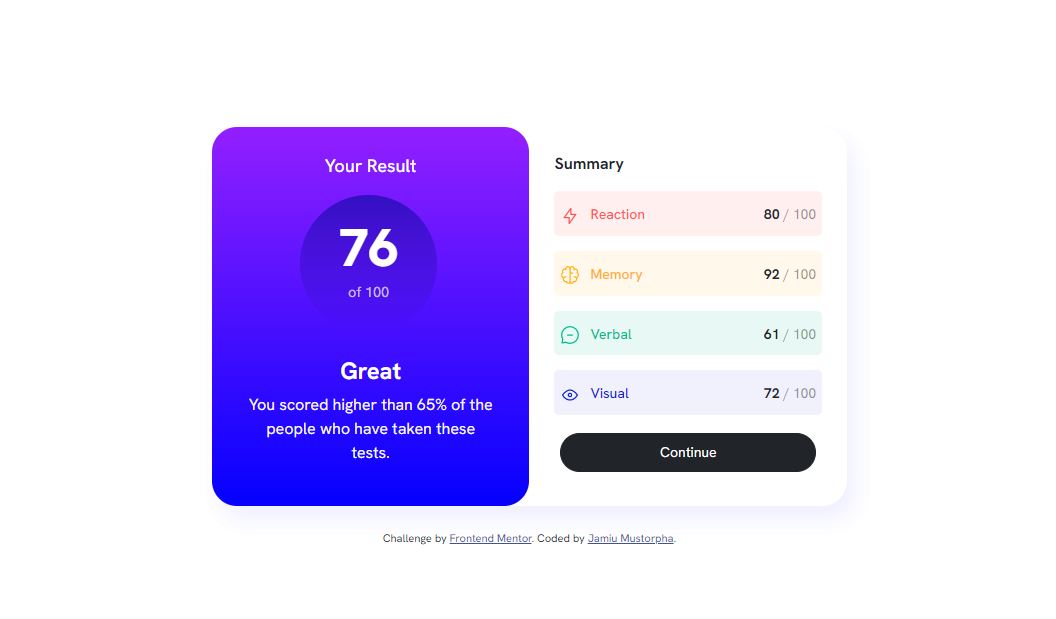 Your Result
76
of 100
Great
You scored higher than 65% of the
people who have taken these
tests.
Summary
Reaction 80 / 100
Memory 92 / 100
Verbal 61 / 100
Visual 72 / 100
Continue
Challenge by Frontend Mentor. Coded by Jamiu Mustorpha.